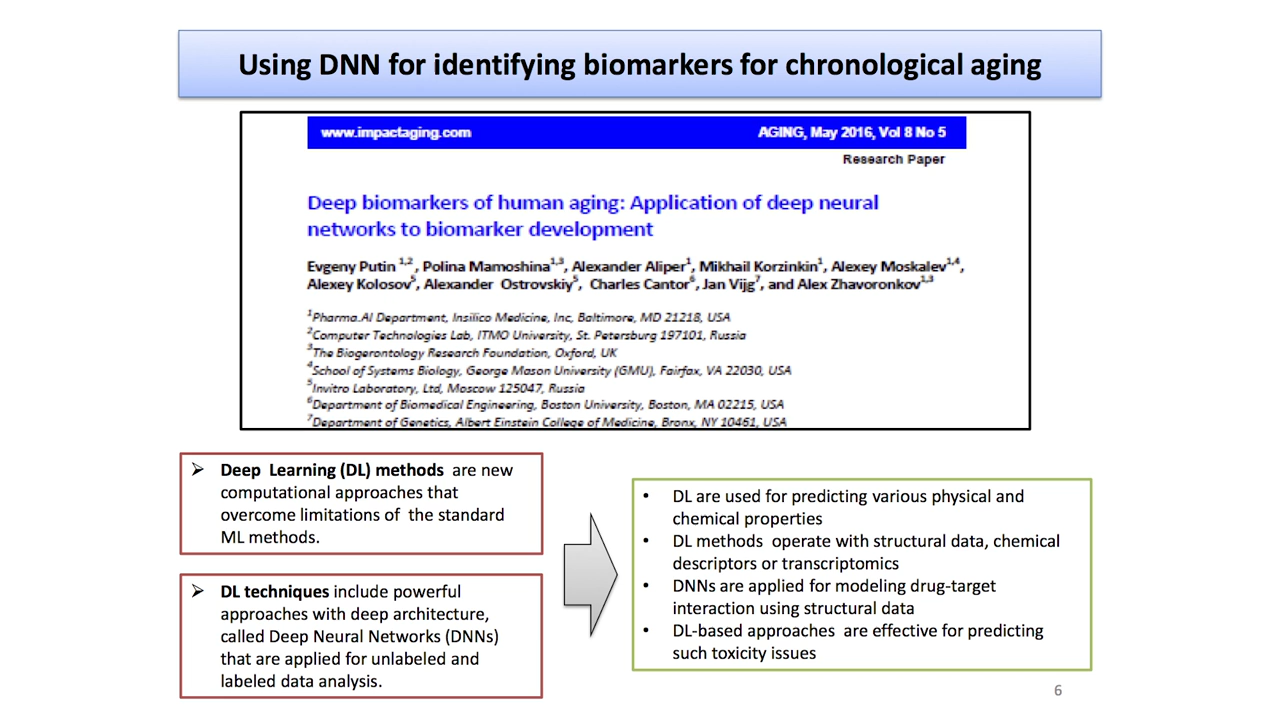 Using DNN for identifying biomarkers for chronological aging
www.impactaging.com AGING, May 2016, Vol 8 No 5
Research Paper
Deep biomarkers of human aging: Application of deep neural
networks to biomarker development
Evgeny Putin 1,2, Polina Mamoshina1,3, Alexander Aliper1, Mikhail Korzinkin1, Alexey Moskalev1,4,
Alexey Kolosov5, Alexander Ostrovskiy5, Charles Cantor6, Jan Vijg7, and Alex Zhavoronkov1,3
1Pharma.AI Department, Insilico Medicine, Inc, Baltimore, MD 21218, USA
2Computer Technologies Lab, ITMO University, St. Petersburg 197101, Russia
3The Biogerontology Research Foundation, Oxford, UK
4School of Systems Biology, George Mason University (GMU), Fairfax, VA 22030, USA
5Invitro Laboratory, Ltd, Moscow 125047, Russia
6Department of Biomedical Engineering, Boston University, Boston, MA 02215, USA
7Department of Genetics, Albert Einstein College of Medicine, Bronx, NY 10461, USA
➢ Deep Learning (DL) methods are new
computational approaches that
overcome limitations of the standard
ML methods.
➢ DL techniques include powerful
approaches with deep architecture,
called Deep Neural Networks (DNNs)
that are applied for unlabeled and
labeled data analysis.
• DL are used for predicting various physical and
chemical properties
• DL methods operate with structural data, chemical
descriptors or transcriptomics
• DNNs are applied for modeling drug-target
interaction using structural data
• DL-based approaches are effective for predicting
such toxicity issues
6